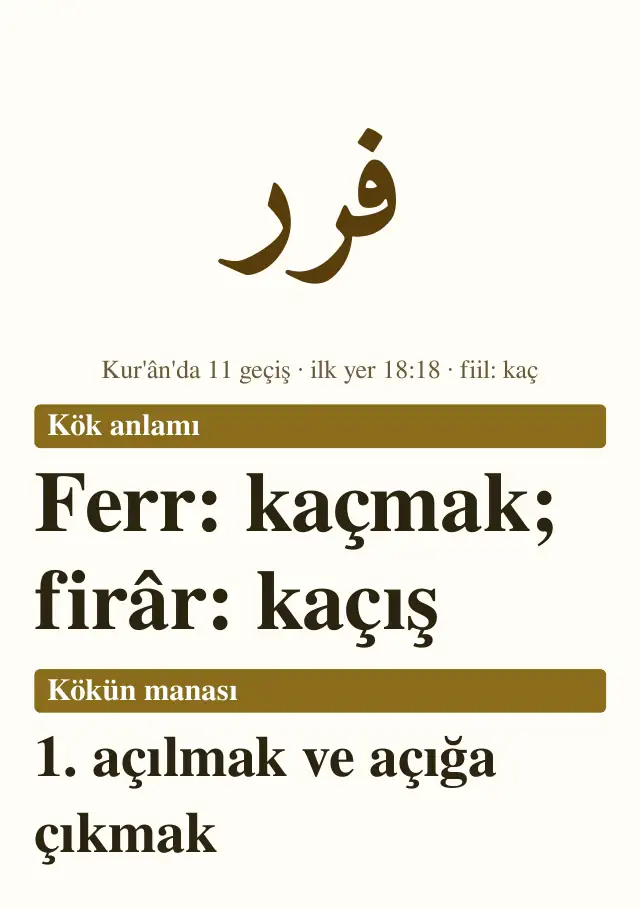 فرر
Kur'ân'da 11 geçiş · ilk yer 18:18 · fiil: kaç
Kök anlamı
Ferr: kaçmak;
firâr: kaçış
Kökün manası
1. açılmak ve açığa
çıkmak